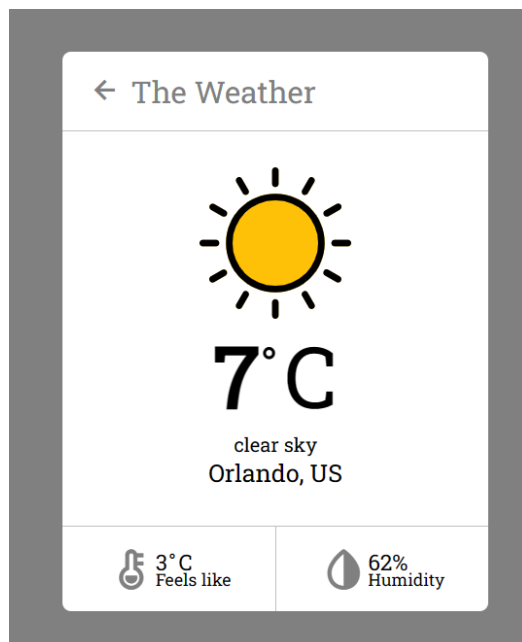 The Weather
7°C
clear sky
Orlando, US
3°C
Feels like
62%
Humidity